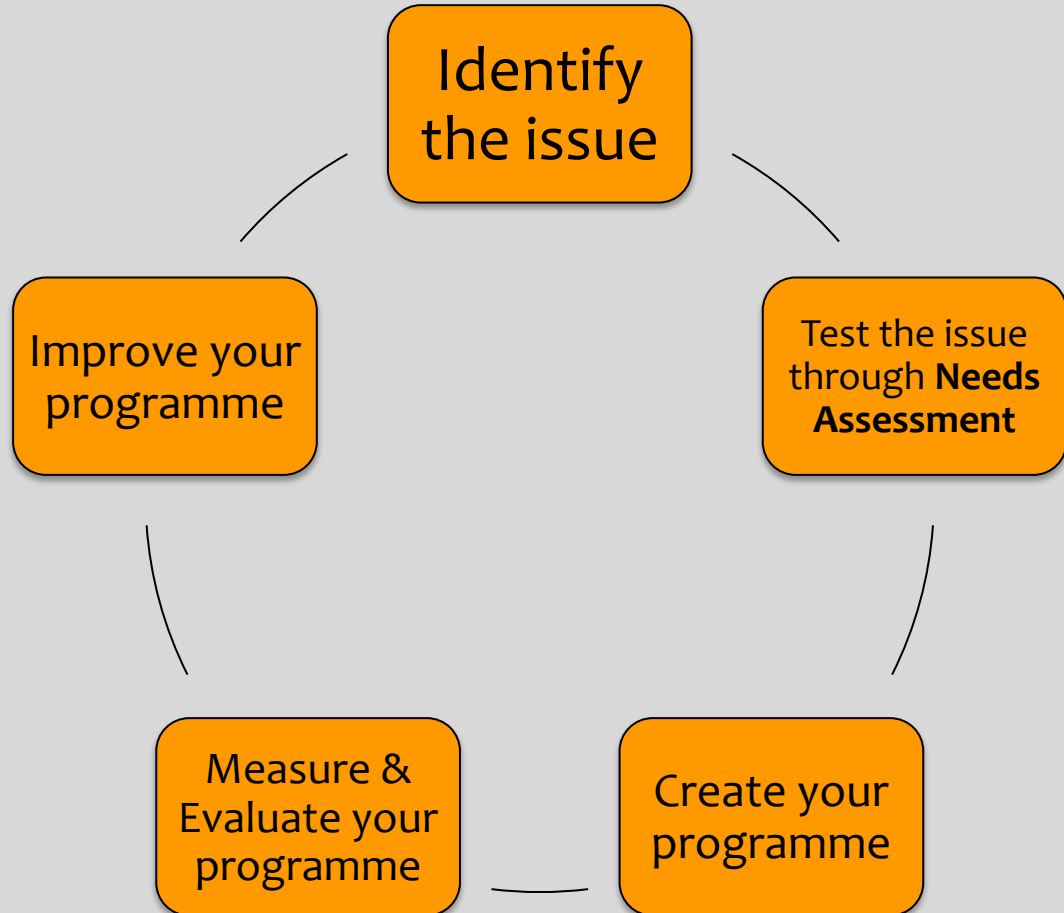 Identify
the issue
Test the issue
through Needs
Assessment
Create your
programme
Measure &
Evaluate your
programme
Improve your
programme